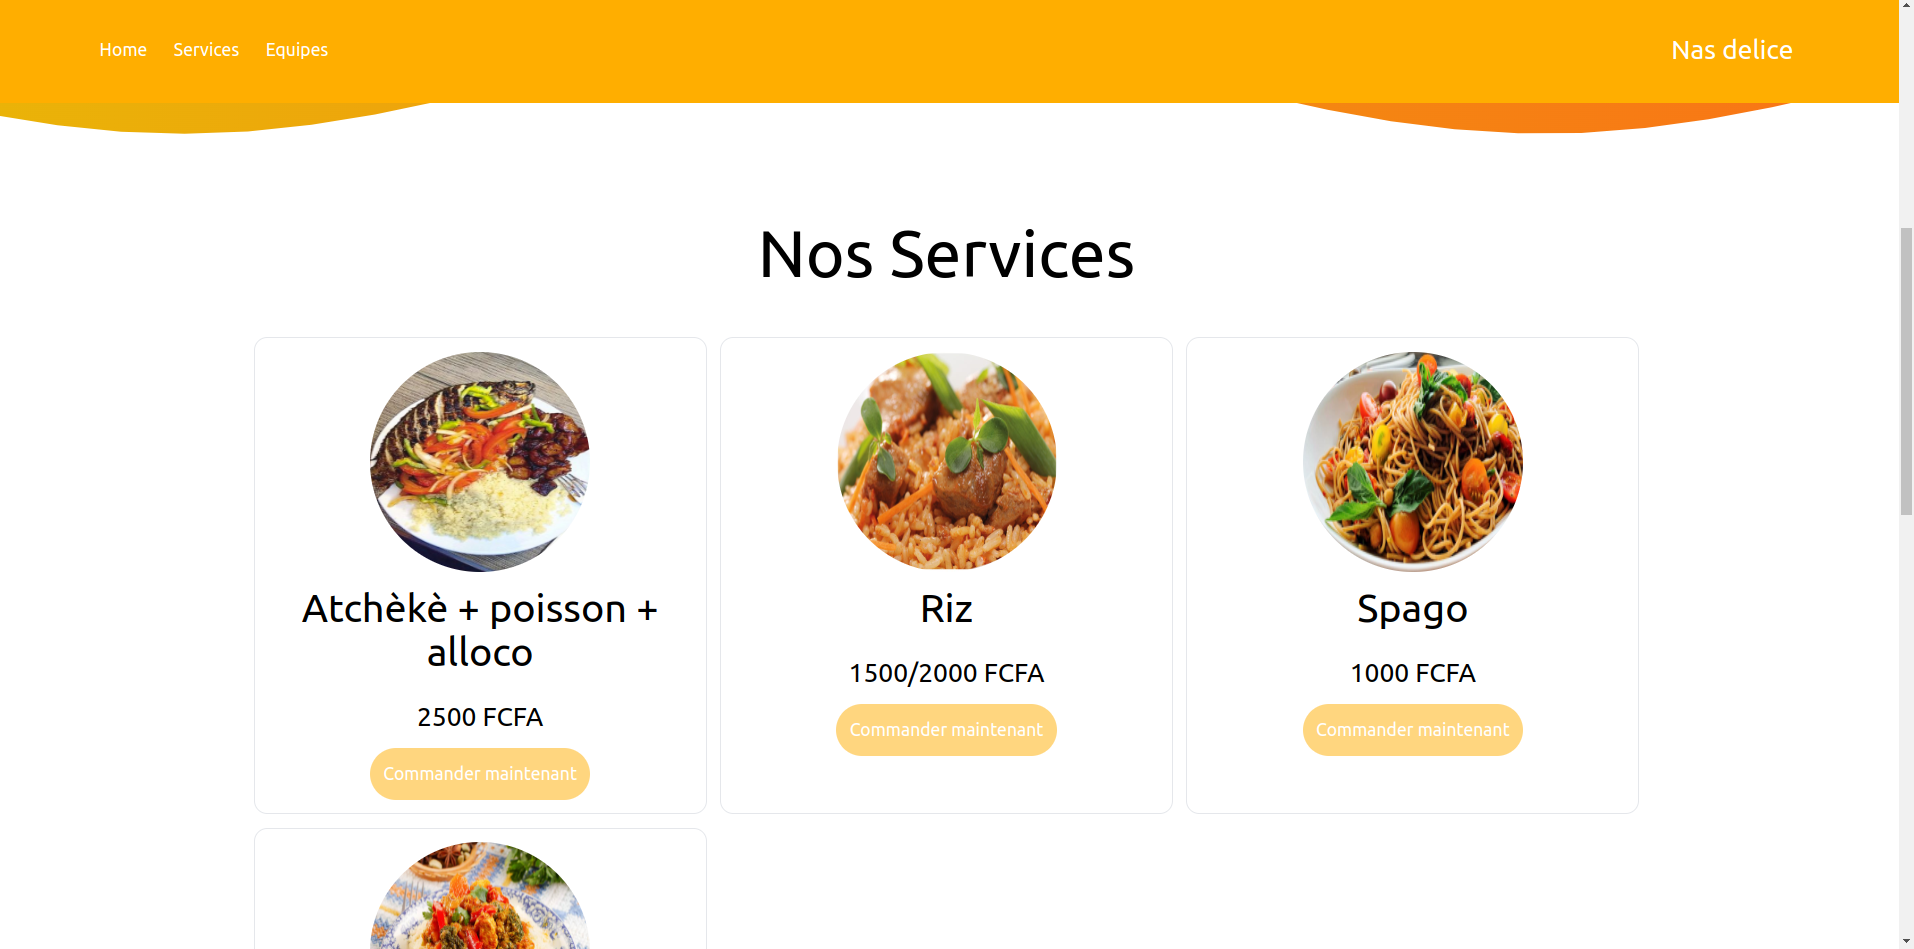 Home Services Equipes Nas delice
Nos Services
Atchèkè + poisson +
alloco
2500 FCFA
Commander maintenant
Riz
1500/2000 FCFA
Commander maintenant
Spago
1000 FCFA
Commander maintenant